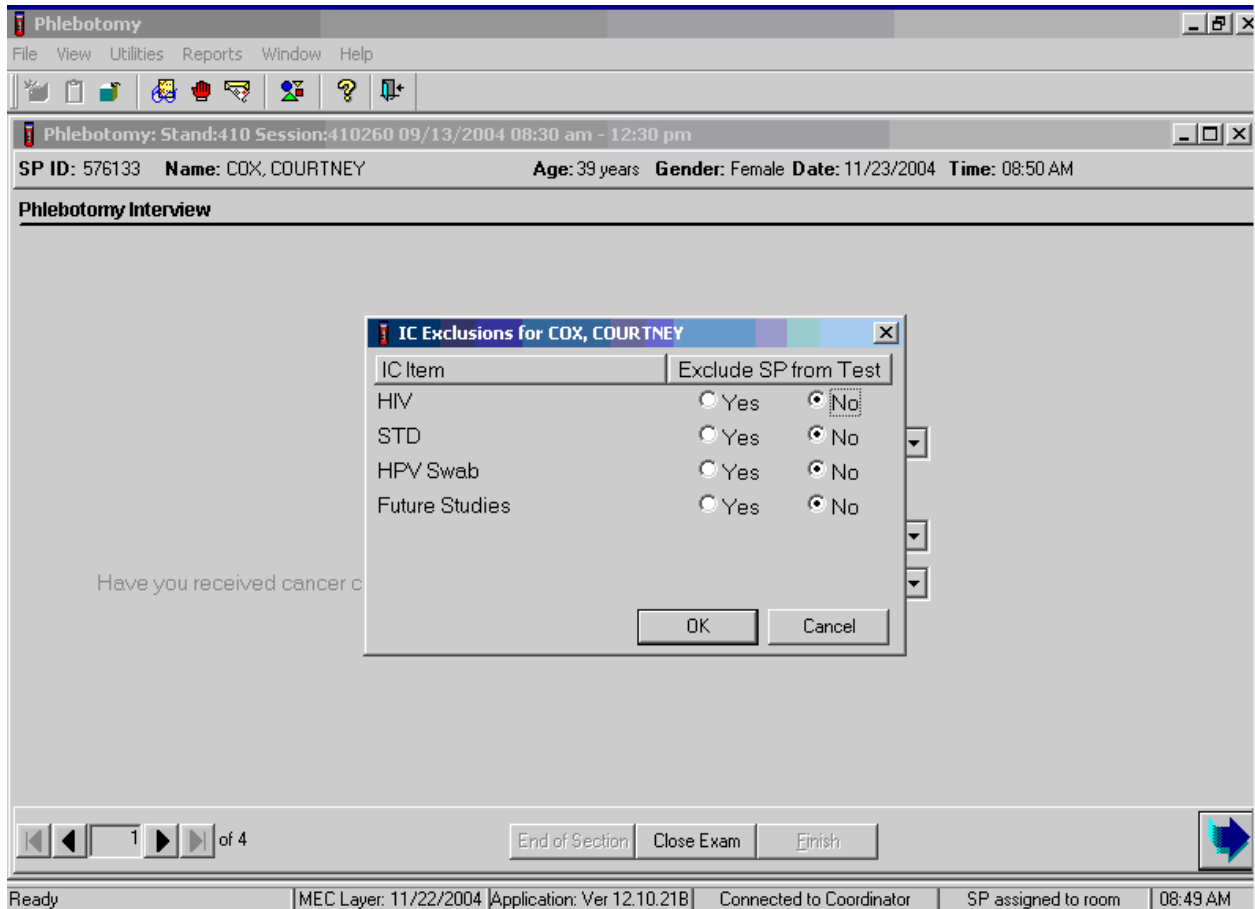 Phlebotomy
File View Utilities Reports Window Help
Phlebotomy: Stand:410 Session:410260 09/13/2004 08:30 am - 12:30 pm
SP ID: 576133 Name: COX, COURTNEY Age: 39 years Gender: Female Date: 11/23/2004 Time: 08:50 AM
Phlebotomy Interview
IC Exclusions for COX, COURTNEY
IC Item Exclude SP from Test
HIV Yes No
STD Yes No
HPV Swab Yes No
Future Studies Yes No
Have you received cancer c
OK Cancel
1 of 4 End of Section Close Exam Finish
Ready MEC Layer: 11/22/2004 Application: Ver 12.10.21B Connected to Coordinator SP assigned to room 08:49 AM